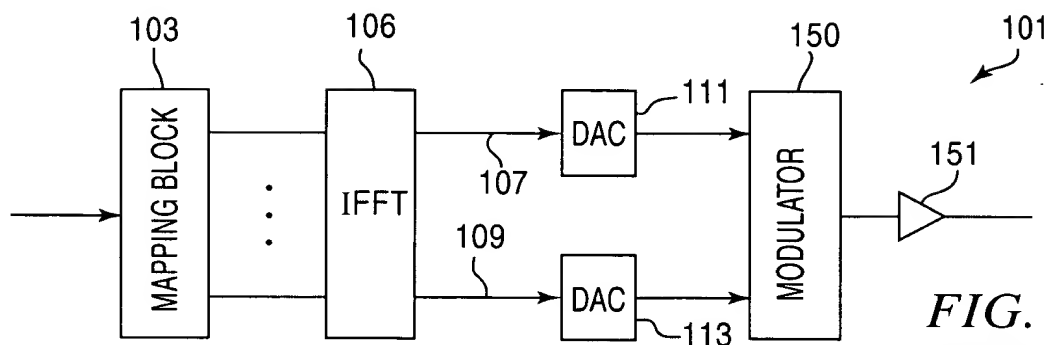 103
106
150
101
111
DAC
151
MAPPING BLOCK
IFFT
107
MODULATOR
109
DAC
113
FIG.